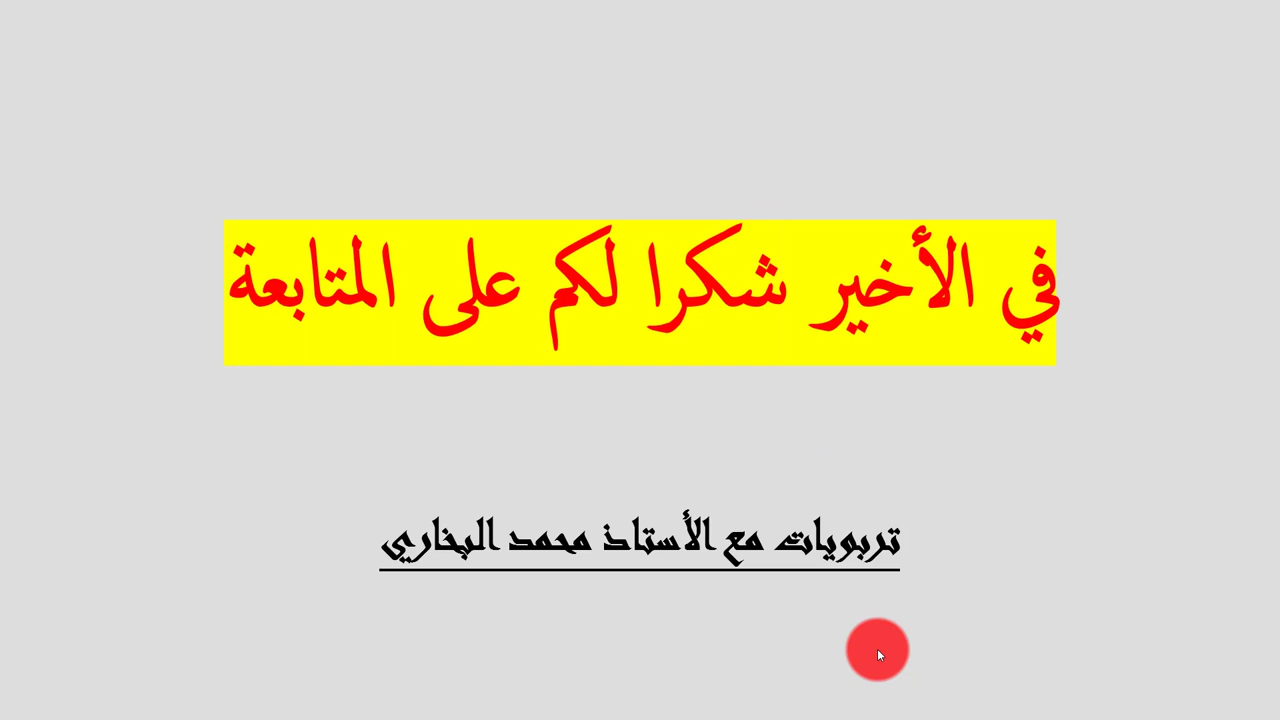 في الأخير شكرا لكم على المتابعة
تربويات مع الأستاذ محمد البخاري